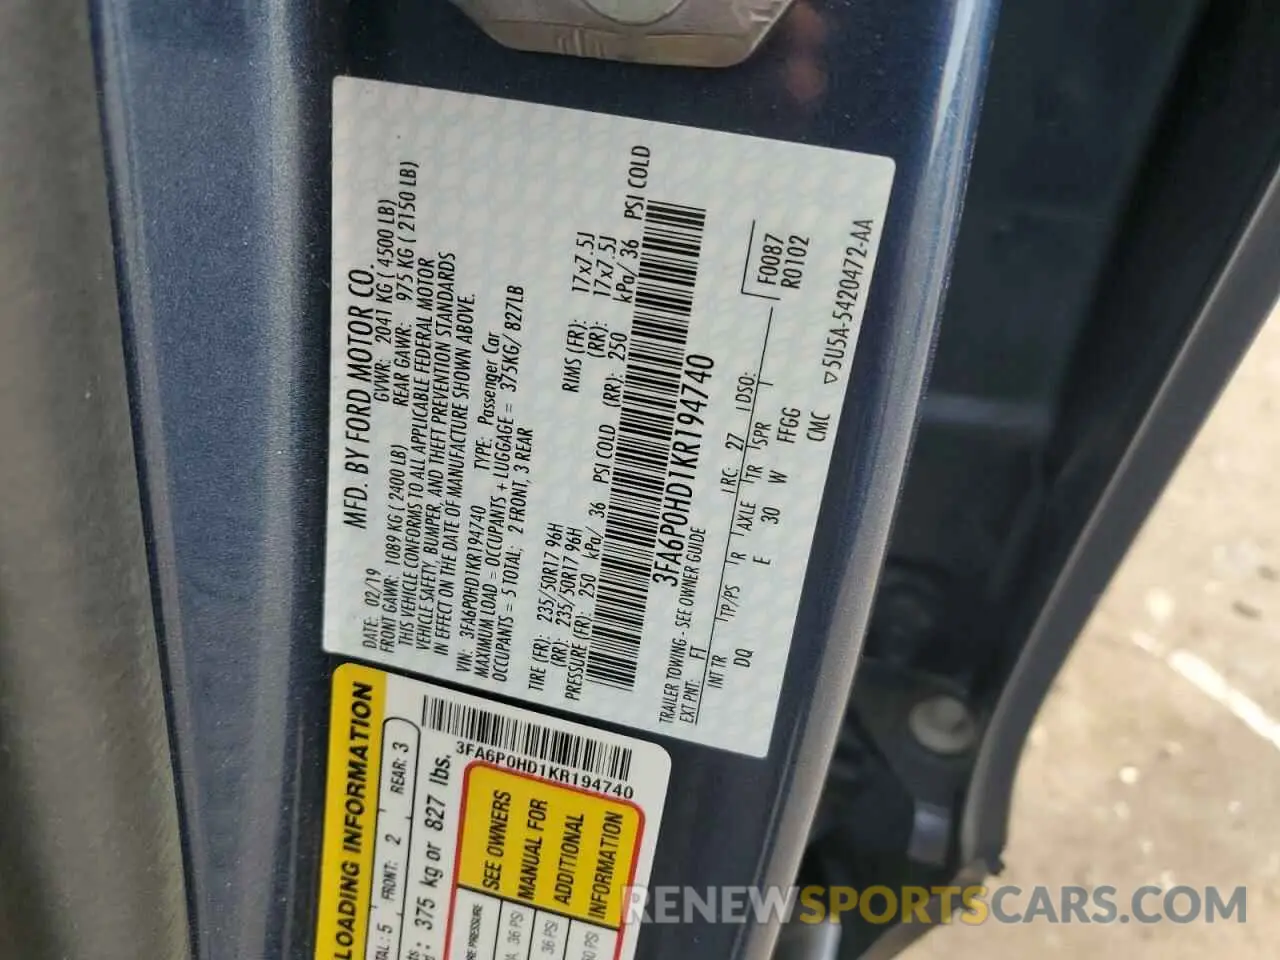 MFD. BY FORD MOTOR CO.
DATE: 02/19 GVWR: 2041 KG ( 4500 LB)
FRONT GAWR: 1089 KG ( 2400 LB) REAR GAWR: 975 KG ( 2150 LB)
THIS VEHICLE CONFORMS TO ALL APPLICABLE FEDERAL MOTOR
VEHICLE SAFETY, BUMPER, AND THEFT PREVENTION STANDARDS
IN EFFECT ON THE DATE OF MANUFACTURE SHOWN ABOVE.
VIN: 3FA6P0HD1KR194740 TYPE: Passenger Car
MAXIMUM LOAD = OCCUPANTS + LUGGAGE = 375KG/ 827LB
OCCUPANTS = 5 TOTAL; 2 FRONT, 3 REAR
TIRE (FR): 235/50R17 96H RIMS (FR): 17x7.5J
(RR): 235/50R17 96H (RR): 17x7.5J
PRESSURE (FR): 250 kPa/ 36 PSI COLD (RR): 250 kPa/ 36 PSI COLD
3FA6P0HD1KR194740
TRAILER TOWING - SEE OWNER GUIDE
EXT PNT: FT RC: 27 DSO: F0087
R0102
INT TR TP/PS R AXLE TR SPR
DQ E 30 W FFGG
CMC
▽5U5A-5420472-AA
LOADING INFORMATION
TAL: 5 FRONT: 2 REAR: 3
375 kg or 827 lbs.
3FA6P0HD1KR194740
SEE OWNERS
MANUAL FOR
ADDITIONAL
INFORMATION
36 PSI
36 PSI
RENEWSPORTSCARS.COM